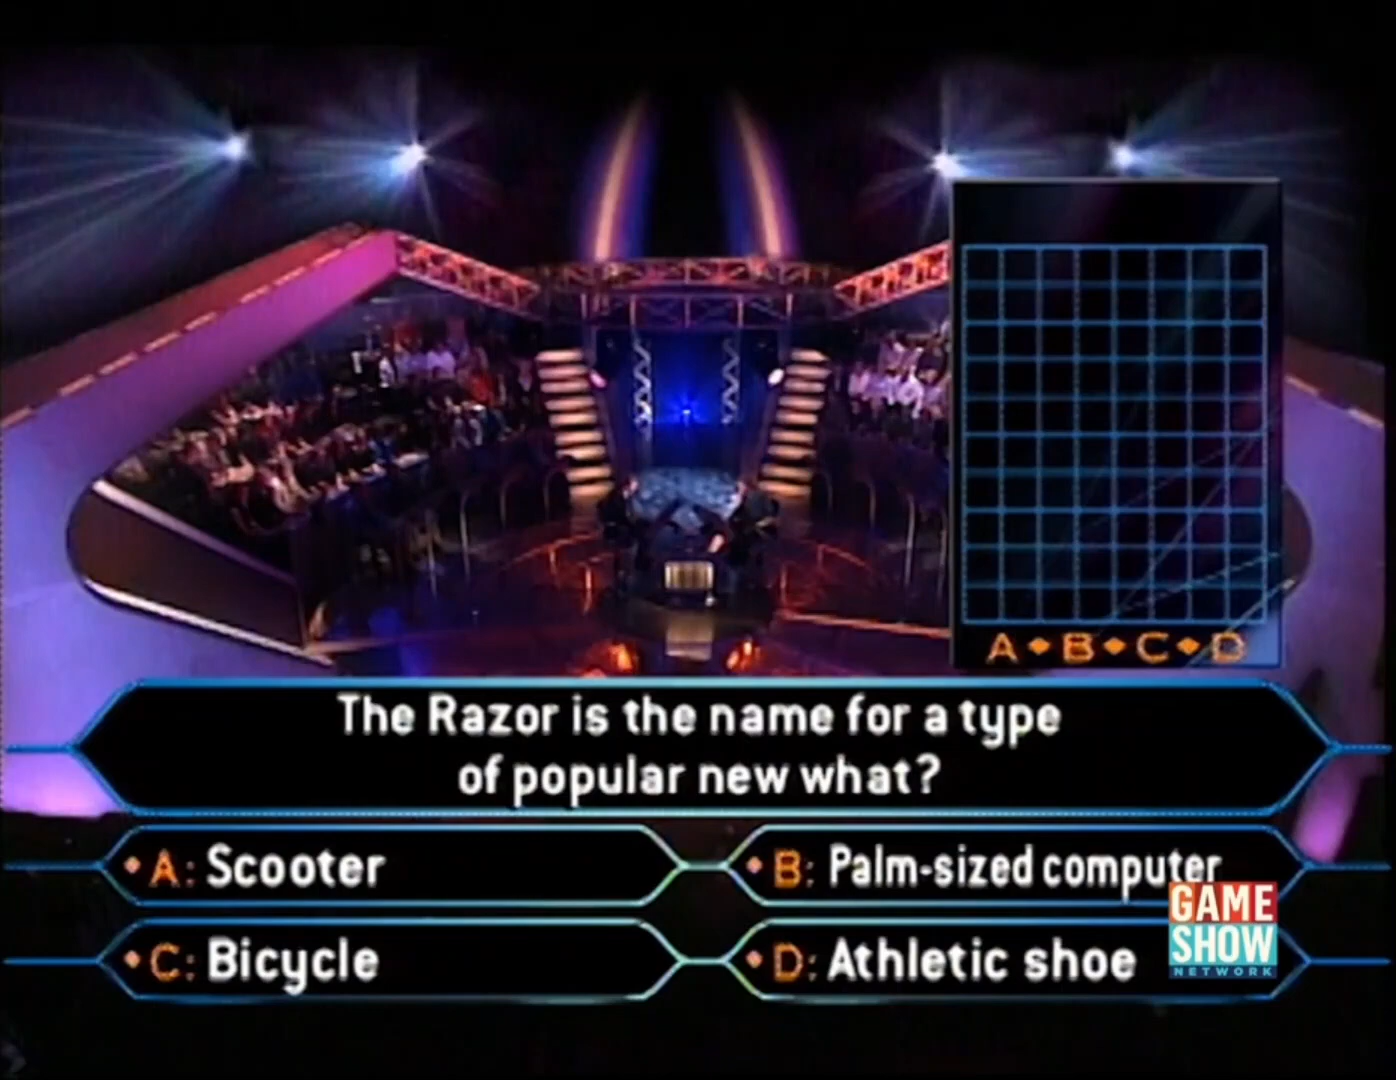 A◆B◆C◆D
The Razor is the name for a type
of popular new what?
◆A: Scooter
◆B: Palm-sized computer
◆C: Bicycle
◆D: Athletic shoe
GAME
SHOW
NETWORK